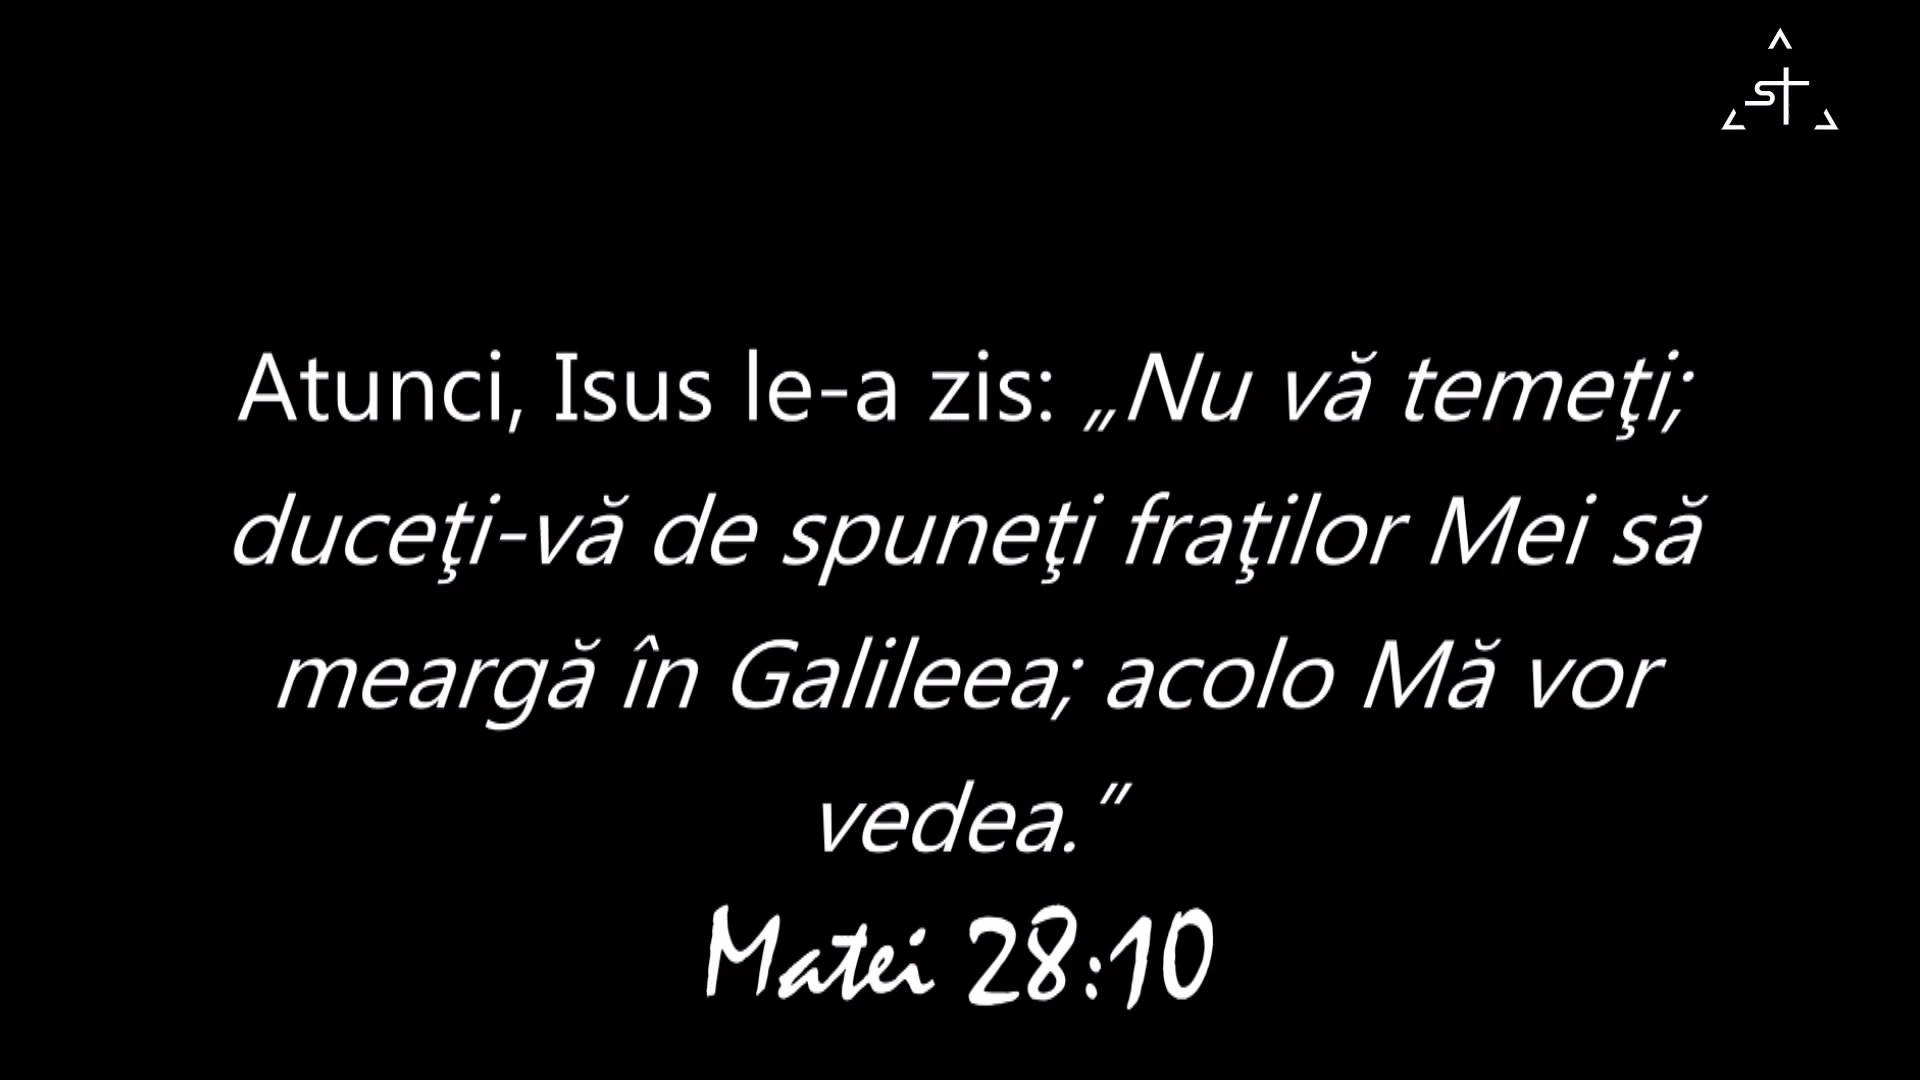 ST
Atunci, Isus le-a zis: „Nu vă temeţi;
duceţi-vă de spuneţi fraţilor Mei să
meargă în Galileea; acolo Mă vor
vedea.”
Matei 28:10